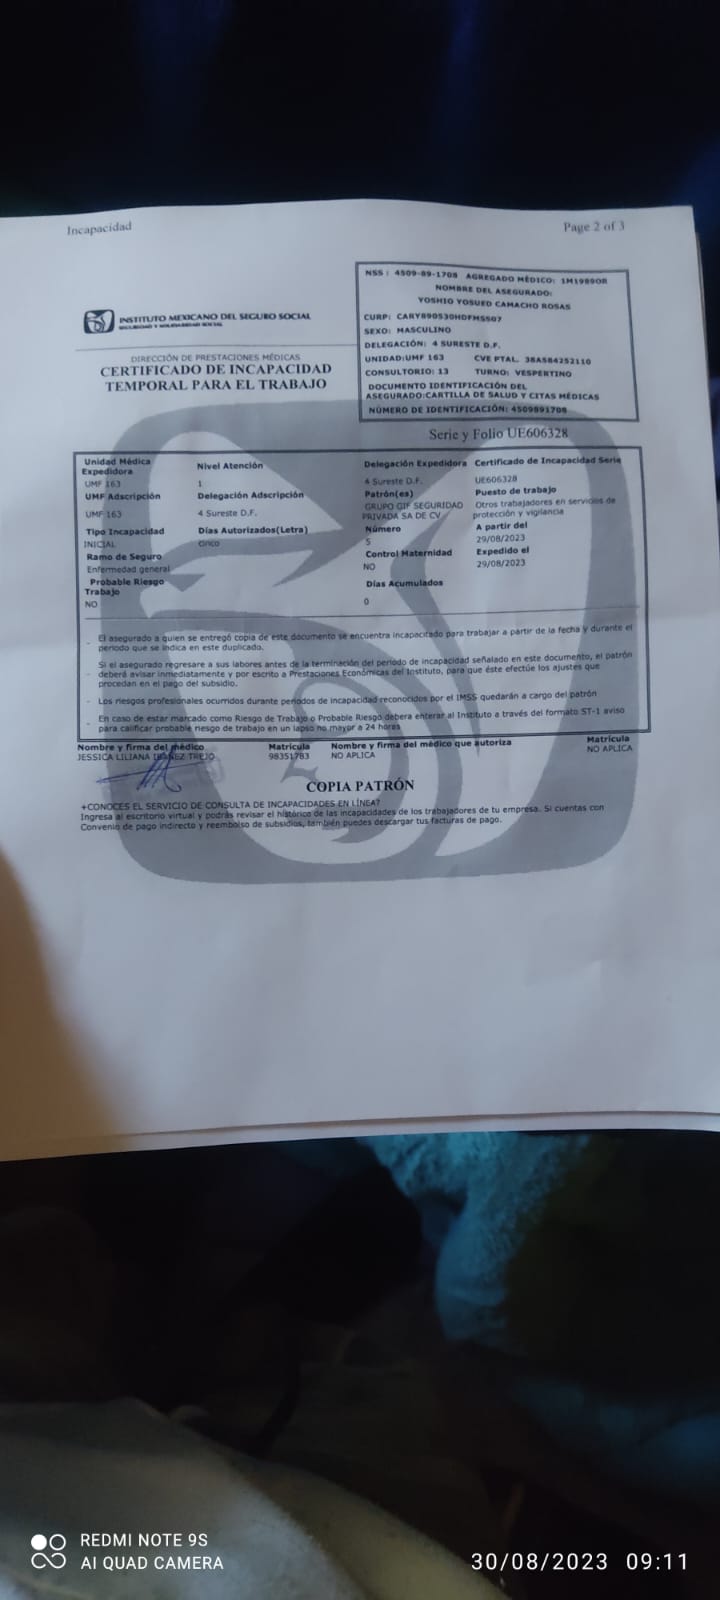 Incapacidad
Page 2 of 3
INSTITUTO MEXICANO DEL SEGURO SOCIAL
SEGURIDAD Y SOLIDARIDAD SOCIAL
DIRECCIÓN DE PRESTACIONES MÉDICAS
CERTIFICADO DE INCAPACIDAD
TEMPORAL PARA EL TRABAJO
NSS : 4509-89-1708 AGREGADO MÉDICO: 1M1989OR
NOMBRE DEL ASEGURADO:
YOSHIO YOSUED CAMACHO ROSAS
CURP: CARY890530HDFMSS07
SEXO: MASCULINO
DELEGACIÓN: 4 SURESTE D.F.
UNIDAD:UMF 163 CVE PTAL. 38A584252110
CONSULTORIO: 13 TURNO: VESPERTINO
DOCUMENTO IDENTIFICACIÓN DEL
ASEGURADO:CARTILLA DE SALUD Y CITAS MÉDICAS
NÚMERO DE IDENTIFICACIÓN: 4509891708
Serie y Folio UE606328
Unidad Médica Expedidora
UMF 163
Nivel Atención
1
Delegación Expedidora
4 Sureste D.F.
Certificado de Incapacidad Serie
UE606328
UMF Adscripción
UMF 163
Delegación Adscripción
4 Sureste D.F.
Patrón(es)
GRUPO GIF SEGURIDAD
PRIVADA SA DE CV
Puesto de trabajo
Otros trabajadores en servicios de
protección y vigilancia
Tipo Incapacidad
INICIAL
Días Autorizados(Letra)
cinco
Número
5
A partir del
29/08/2023
Ramo de Seguro
Enfermedad general
Control Maternidad
NO
Expedido el
29/08/2023
Probable Riesgo
Trabajo
NO
Días Acumulados
0
- El asegurado a quien se entregó copia de este documento se encuentra incapacitado para trabajar a partir de la fecha y durante el
periodo que se indica en este duplicado.
- Si el asegurado regresare a sus labores antes de la terminación del periodo de incapacidad señalado en este documento, el patrón
deberá avisar inmediatamente y por escrito a Prestaciones Económicas del Instituto, para que éste efectúe los ajustes que
procedan en el pago del subsidio.
- Los riesgos profesionales ocurridos durante periodos de incapacidad reconocidos por el IMSS quedarán a cargo del patrón
- En caso de estar marcado como Riesgo de Trabajo o Probable Riesgo debera enterar al Instituto a través del formato ST-1 aviso
para calificar probable riesgo de trabajo en un lapso no mayor a 24 horas
Nombre y firma del médico
JESSICA LILIANA IBAÑEZ TREJO
Matrícula
98351783
Nombre y firma del médico que autoriza
NO APLICA
Matrícula
NO APLICA
COPIA PATRÓN
+CONOCES EL SERVICIO DE CONSULTA DE INCAPACIDADES EN LÍNEA?
Ingresa al escritorio virtual y podrás revisar el histórico de las incapacidades de los trabajadores de tu empresa. Si cuentas con
Convenio de pago indirecto y reembolso de subsidios, también puedes descargar tus facturas de pago.
REDMI NOTE 9S
AI QUAD CAMERA
30/08/2023 09:11